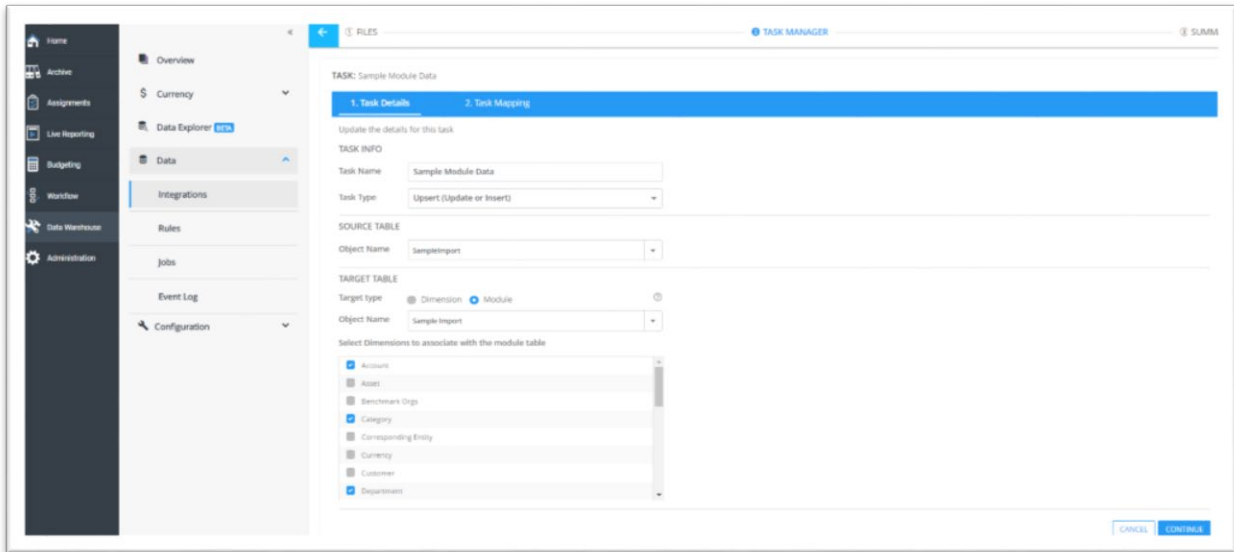 Home
Archive
Assignments
Live Reporting
Budgeting
Workflow
Data Warehouse
Administration
Overview
$ Currency
Data Explorer BETA
Data
Integrations
Rules
Jobs
Event Log
Configuration
① FILES
② TASK MANAGER
③ SUMM
TASK: Sample Module Data
1. Task Details 2. Task Mapping
Update the details for this task
TASK INFO
Task Name Sample Module Data
Task Type Upsert (Update or Insert)
SOURCE TABLE
Object Name SampleImport
TARGET TABLE
Target type Dimension Module
Object Name Sample Import
Select Dimensions to associate with the module table
Account
Asset
Benchmark Orgs
Category
Corresponding Entity
Currency
Customer
Department
CANCEL CONTINUE